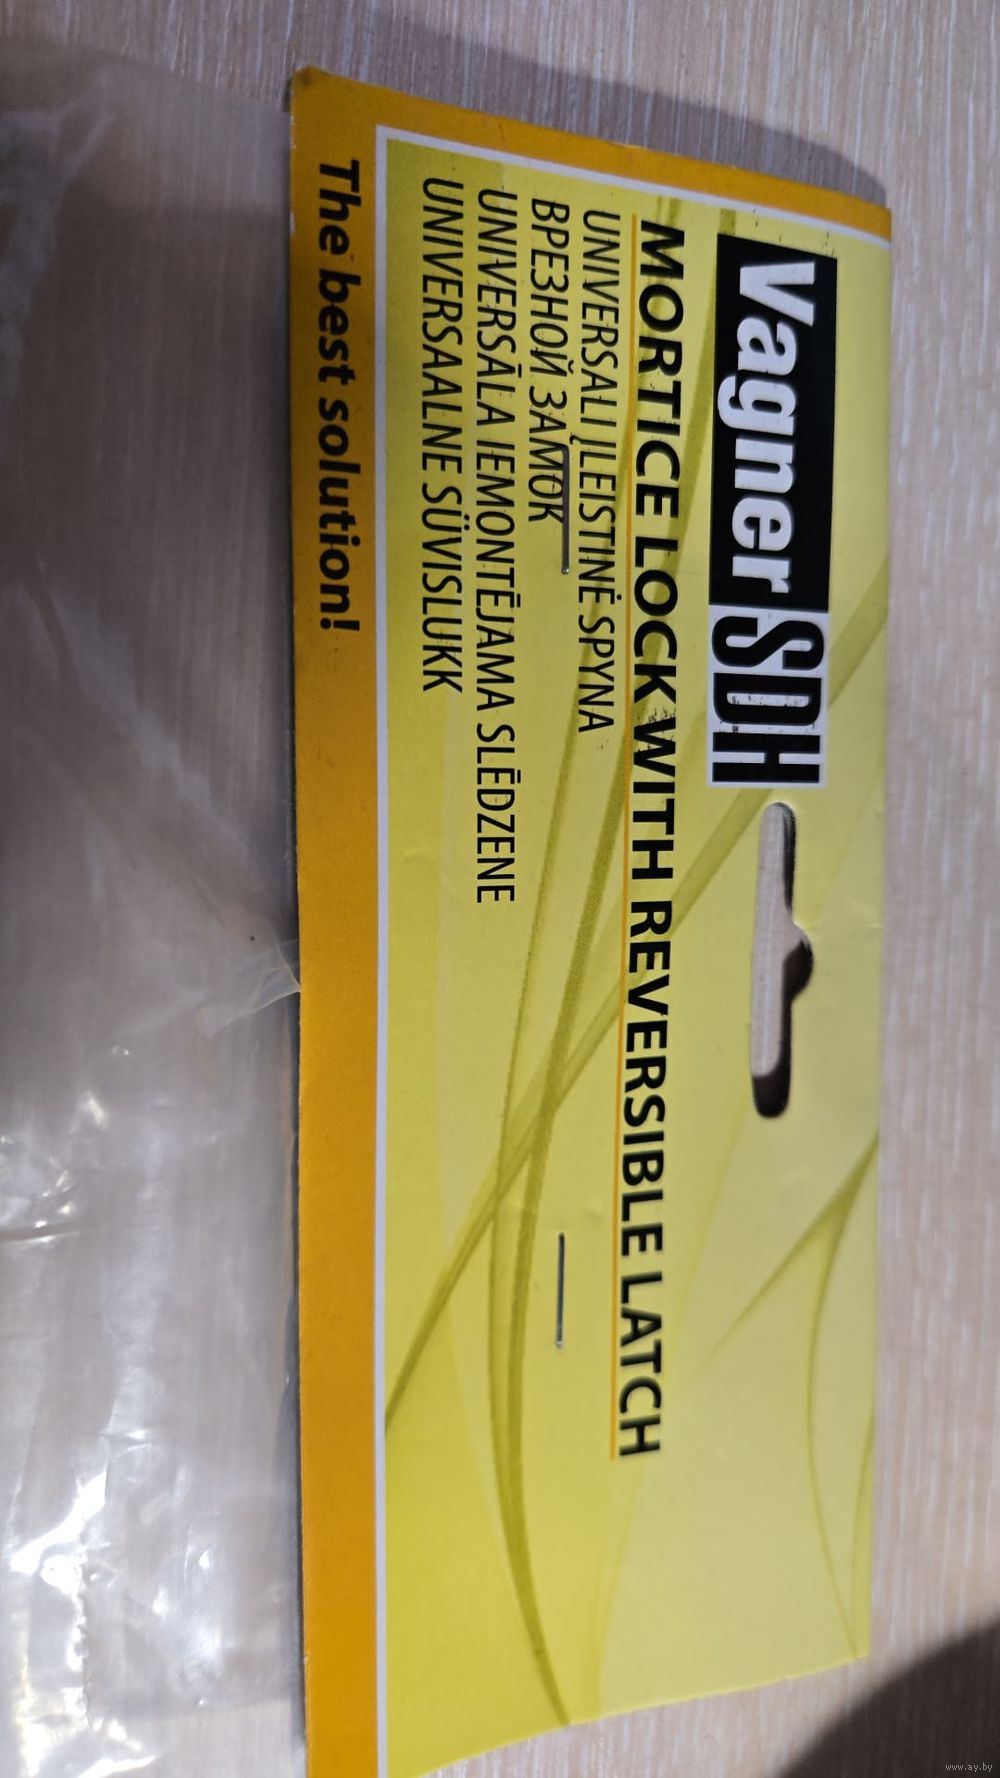 Vagner SDH
MORTICE LOCK WITH REVERSIBLE LATCH
UNIVERSALI ĮLEISTINĖ SPYNA
ВРЕЗНОЙ ЗАМОК
UNIVERSĀLA IEMONTĒJAMA SLĒDZENE
UNIVERSAALNE SÜVISLUKK
The best solution!
www.ay.by